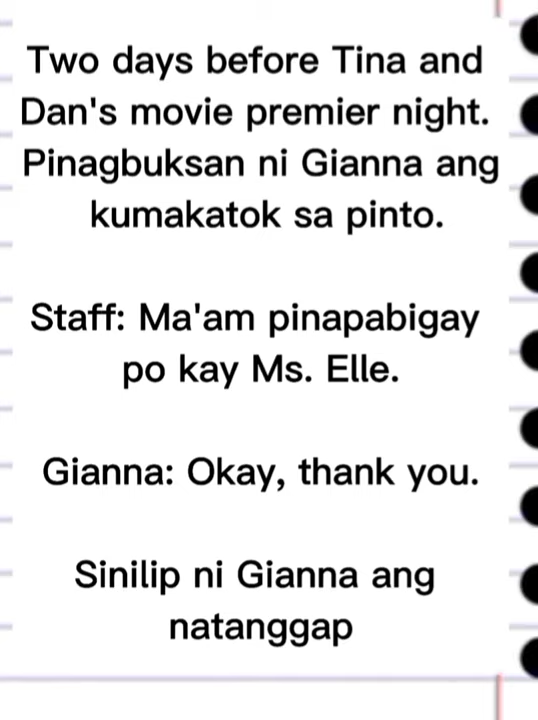 Two days before Tina and
Dan's movie premier night.
Pinagbuksan ni Gianna ang
kumakatok sa pinto.
Staff: Ma'am pinapabigay
po kay Ms. Elle.
Gianna: Okay, thank you.
Sinilip ni Gianna ang
natanggap